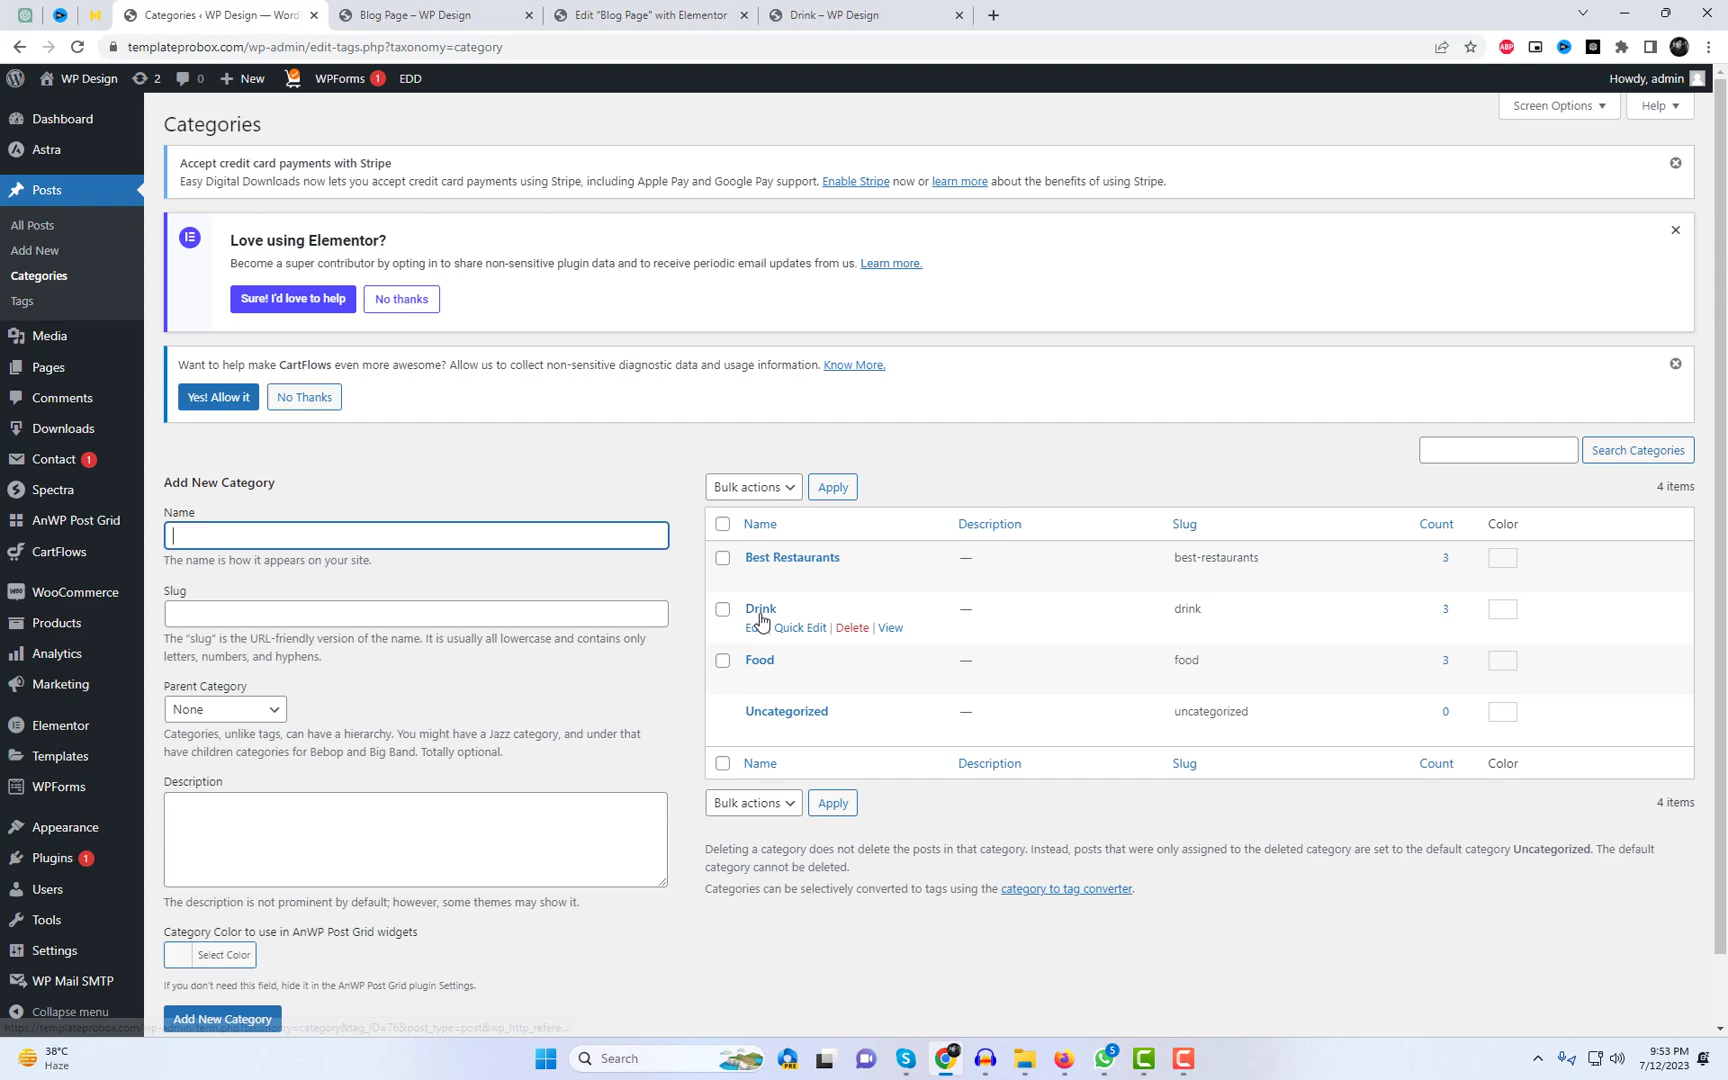 Categories ‹ WP Design — Word
Blog Page – WP Design
Edit "Blog Page" with Elementor
Drink – WP Design
templateprobox.com/wp-admin/edit-tags.php?taxonomy=category
ABP
WP Design
2
0
New
WPForms 1
EDD
Howdy, admin
Dashboard
Astra
Posts
All Posts
Add New
Categories
Tags
Media
Pages
Comments
Downloads
Contact 1
Spectra
AnWP Post Grid
CartFlows
WooCommerce
Products
Analytics
Marketing
Elementor
Templates
WPForms
Appearance
Plugins 1
Users
Tools
Settings
WP Mail SMTP
Collapse menu
Screen Options
Help
Categories
Accept credit card payments with Stripe
Easy Digital Downloads now lets you accept credit card payments using Stripe, including Apple Pay and Google Pay support. Enable Stripe now or learn more about the benefits of using Stripe.
Love using Elementor?
Become a super contributor by opting in to share non-sensitive plugin data and to receive periodic email updates from us. Learn more.
Sure! I'd love to help
No thanks
Want to help make CartFlows even more awesome? Allow us to collect non-sensitive diagnostic data and usage information. Know More.
Yes! Allow it
No Thanks
Search Categories
Add New Category
Name
The name is how it appears on your site.
Slug
The “slug” is the URL-friendly version of the name. It is usually all lowercase and contains only
letters, numbers, and hyphens.
Parent Category
None
Categories, unlike tags, can have a hierarchy. You might have a Jazz category, and under that
have children categories for Bebop and Big Band. Totally optional.
Description
The description is not prominent by default; however, some themes may show it.
Category Color to use in AnWP Post Grid widgets
Select Color
If you don't need this field, hide it in the AnWP Post Grid plugin Settings.
Add New Category
Bulk actions
Apply
4 items
Name Description Slug Count Color
Best Restaurants — best-restaurants 3
Drink — drink 3
Edit | Quick Edit | Delete | View
Food — food 3
Uncategorized — uncategorized 0
Name Description Slug Count Color
Bulk actions
Apply
4 items
Deleting a category does not delete the posts in that category. Instead, posts that were only assigned to the deleted category are set to the default category Uncategorized. The default
category cannot be deleted.
Categories can be selectively converted to tags using the category to tag converter.
https://templateprobox.com/wp-admin/term.php?taxonomy=category&tag_ID=76&post_type=post&wp_http_refere...
38°C
Haze
Search
PRE
5
9:53 PM
7/12/2023